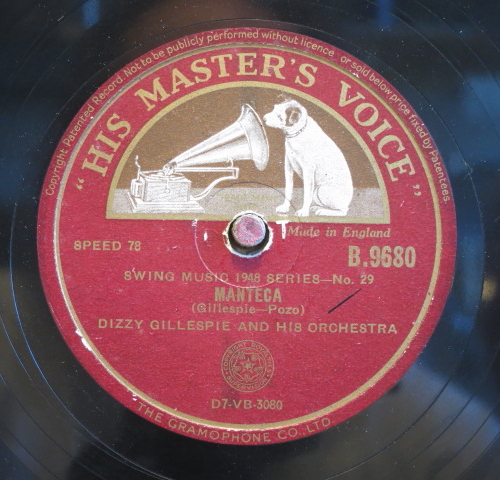 Copyright Patented Record. Not to be publicly performed without licence or sold below price fixed by Patentees.
"HIS MASTER'S VOICE"
Made in England
SPEED 78
B.9680
SWING MUSIC 1948 SERIES—No. 29
MANTECA
(Gillespie—Pozo)
DIZZY GILLESPIE AND HIS ORCHESTRA
D7-VB-3080
THE GRAMOPHONE CO. LTD.